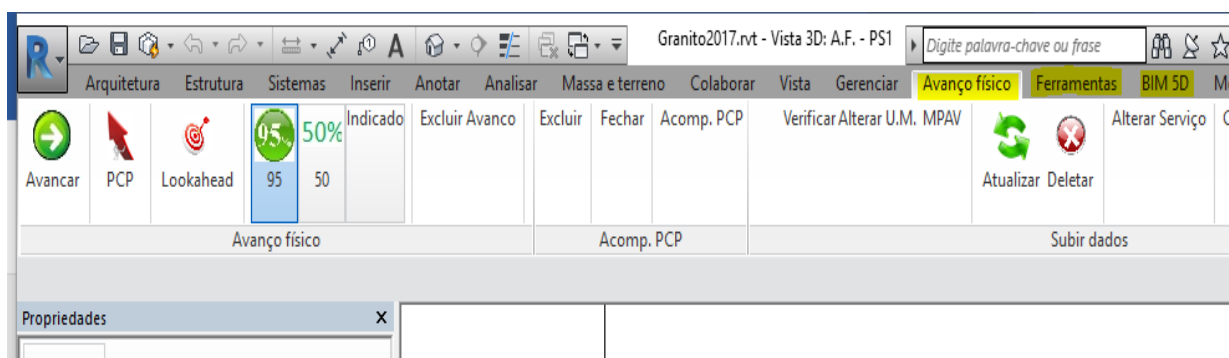 Granito2017.rvt - Vista 3D: A.F. - PS1 Digite palavra-chave ou frase
Arquitetura Estrutura Sistemas Inserir Anotar Analisar Massa e terreno Colaborar Vista Gerenciar Avanço físico Ferramentas BIM 5D
95% 50% Indicado Excluir Avanco Excluir Fechar Acomp. PCP Verificar Alterar U.M. MPAV Alterar Serviço
Avancar PCP Lookahead 95 50 Atualizar Deletar
Avanço físico Acomp. PCP Subir dados
Propriedades X